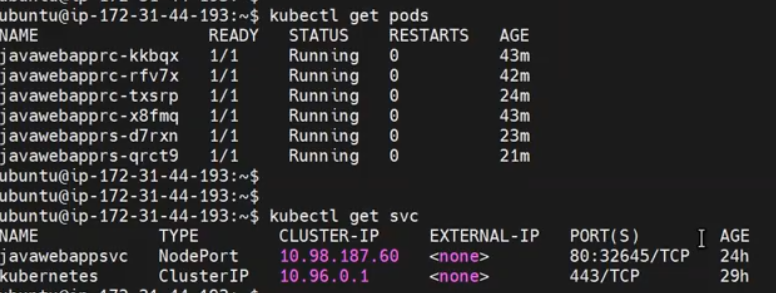 ubuntu@ip-172-31-44-193:~$ kubectl get pods
NAME READY STATUS RESTARTS AGE
javawebapprc-kkbqx 1/1 Running 0 43m
javawebapprc-rfv7x 1/1 Running 0 42m
javawebapprc-txsrp 1/1 Running 0 24m
javawebapprc-x8fmq 1/1 Running 0 43m
javawebapprs-d7rxn 1/1 Running 0 23m
javawebapprs-qrct9 1/1 Running 0 21m
ubuntu@ip-172-31-44-193:~$
ubuntu@ip-172-31-44-193:~$
ubuntu@ip-172-31-44-193:~$ kubectl get svc
NAME TYPE CLUSTER-IP EXTERNAL-IP PORT(S) AGE
javawebappsvc NodePort 10.98.187.60 <none> 80:32645/TCP 24h
kubernetes ClusterIP 10.96.0.1 <none> 443/TCP 29h